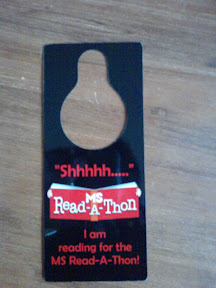 "Shhhhh....."
MS
Read-A-Thon
I am
reading for the
MS Read-A-Thon!